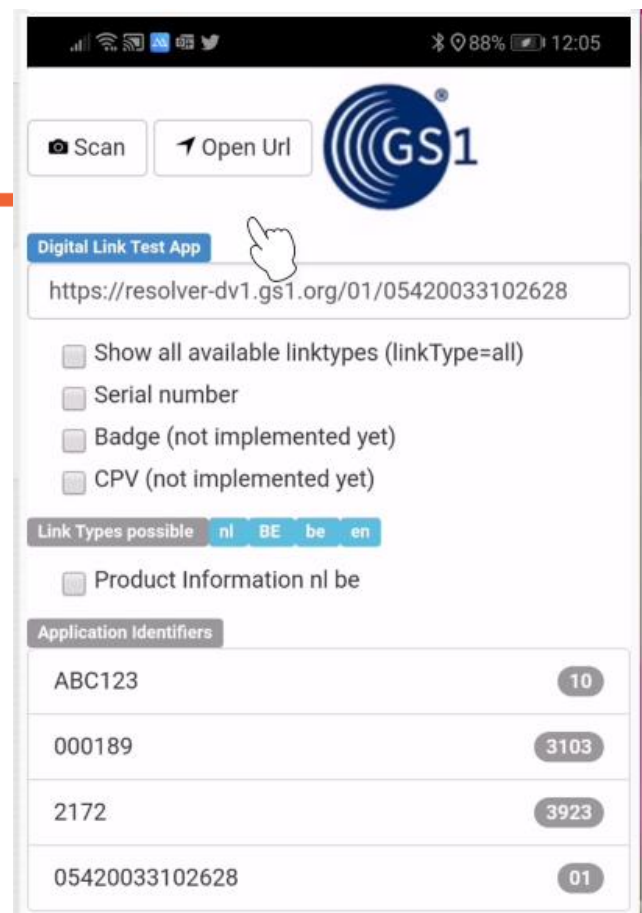 88% 12:05
Scan
Open Url
GS1
®
Digital Link Test App
https://resolver-dv1.gs1.org/01/05420033102628
Show all available linktypes (linkType=all)
Serial number
Badge (not implemented yet)
CPV (not implemented yet)
Link Types possible nl BE be en
Product Information nl be
Application Identifiers
ABC123 10
000189 3103
2172 3923
05420033102628 01